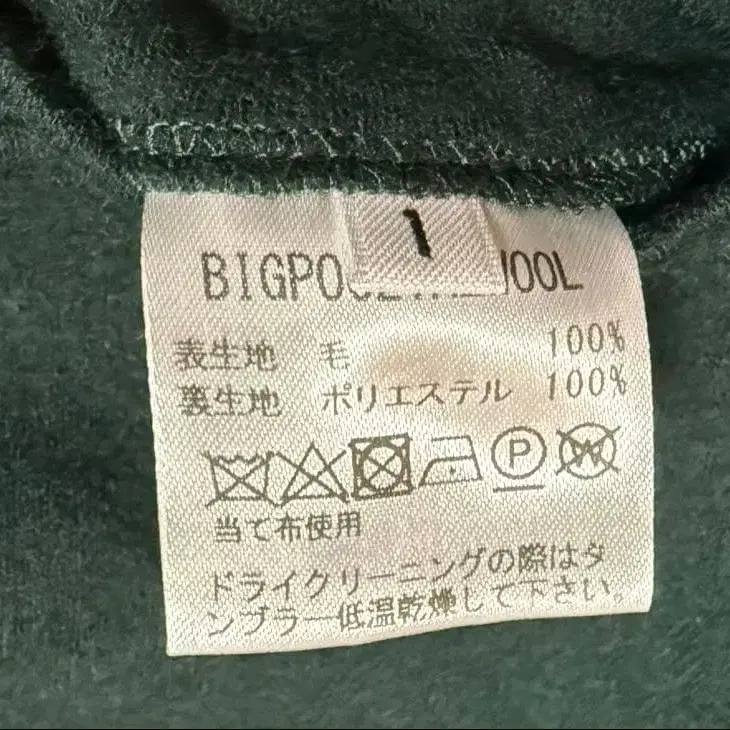 1
BIGPO
OOL
表生地 毛 100%
裏生地 ポリエステル 100%
P W
当て布使用
ドライクリーニングの際はタ
ンブラー低温乾燥して下さい。